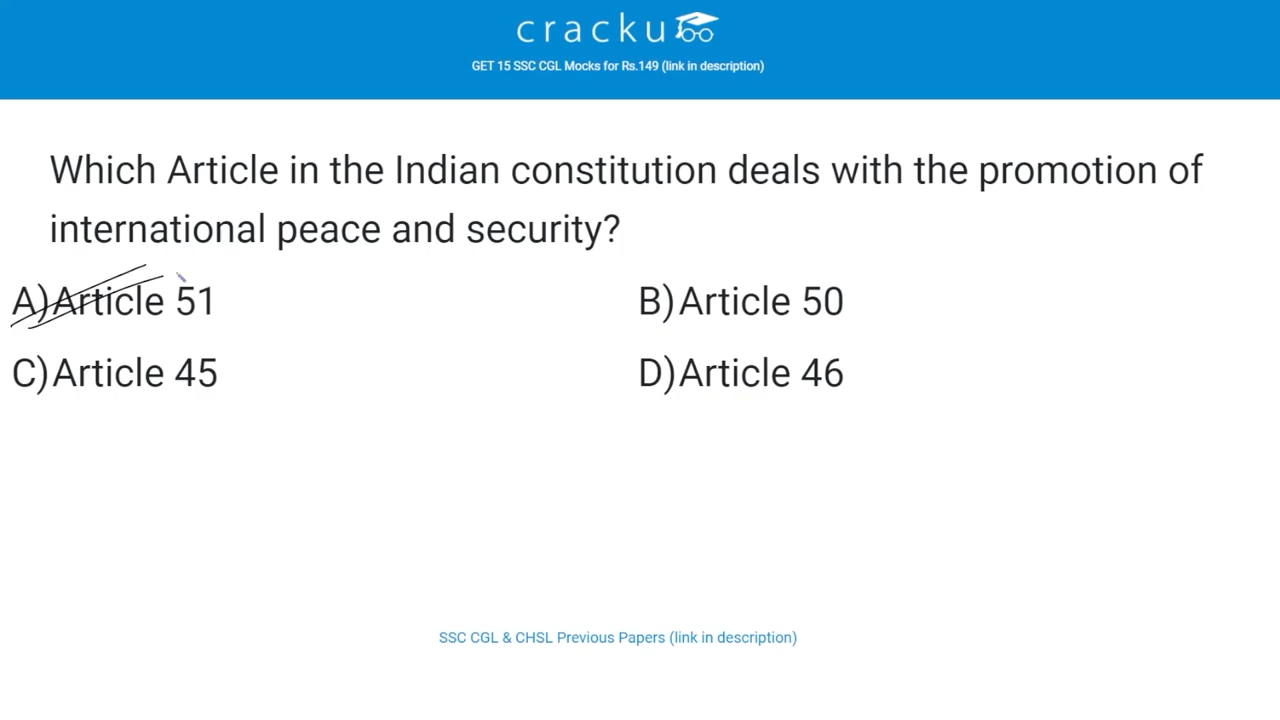 cracku
GET 15 SSC CGL Mocks for Rs.149 (link in description)
Which Article in the Indian constitution deals with the promotion of
international peace and security?
A)Article 51
B)Article 50
C)Article 45
D)Article 46
SSC CGL & CHSL Previous Papers (link in description)